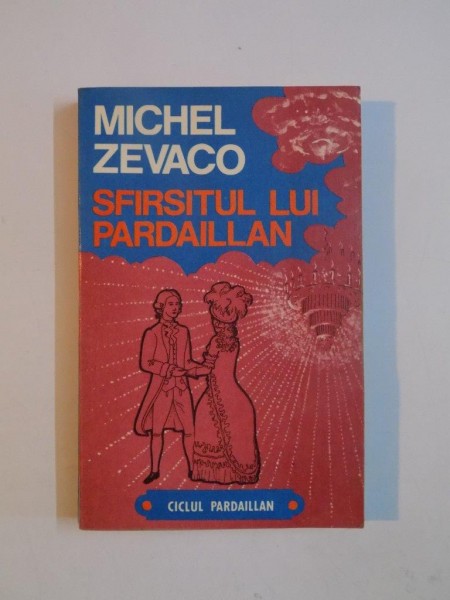 MICHEL
ZEVACO
SFIRSITUL LUI
PARDAILLAN
CICLUL PARDAILLAN